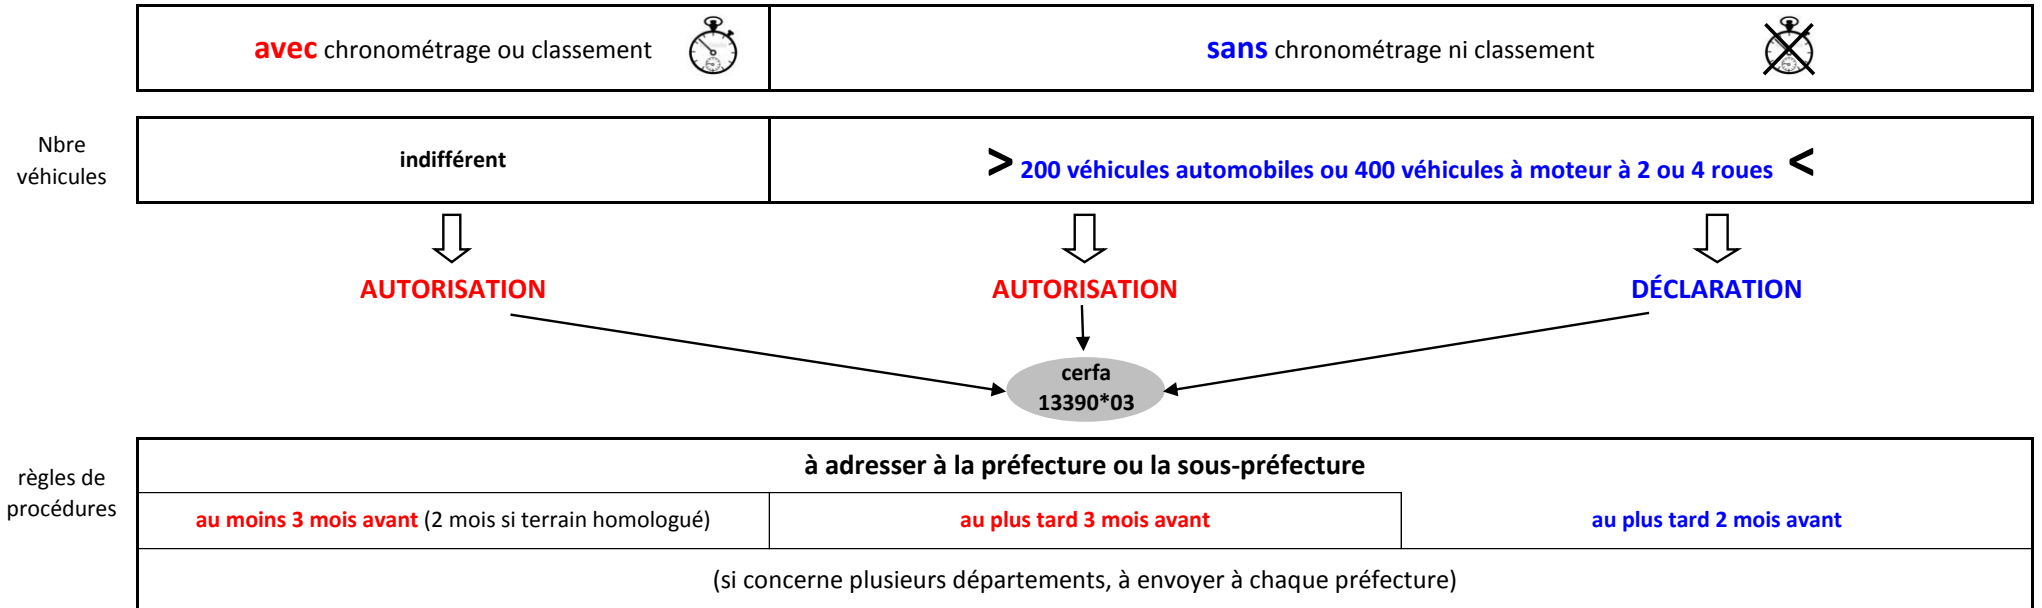 avec chronométrage ou classement
sans chronométrage ni classement
Nbre
véhicules
indifférent
> 200 véhicules automobiles ou 400 véhicules à moteur à 2 ou 4 roues <
AUTORISATION
AUTORISATION
DÉCLARATION
cerfa
13390*03
règles de
procédures
à adresser à la préfecture ou la sous-préfecture
au moins 3 mois avant (2 mois si terrain homologué)
au plus tard 3 mois avant
au plus tard 2 mois avant
(si concerne plusieurs départements, à envoyer à chaque préfecture)